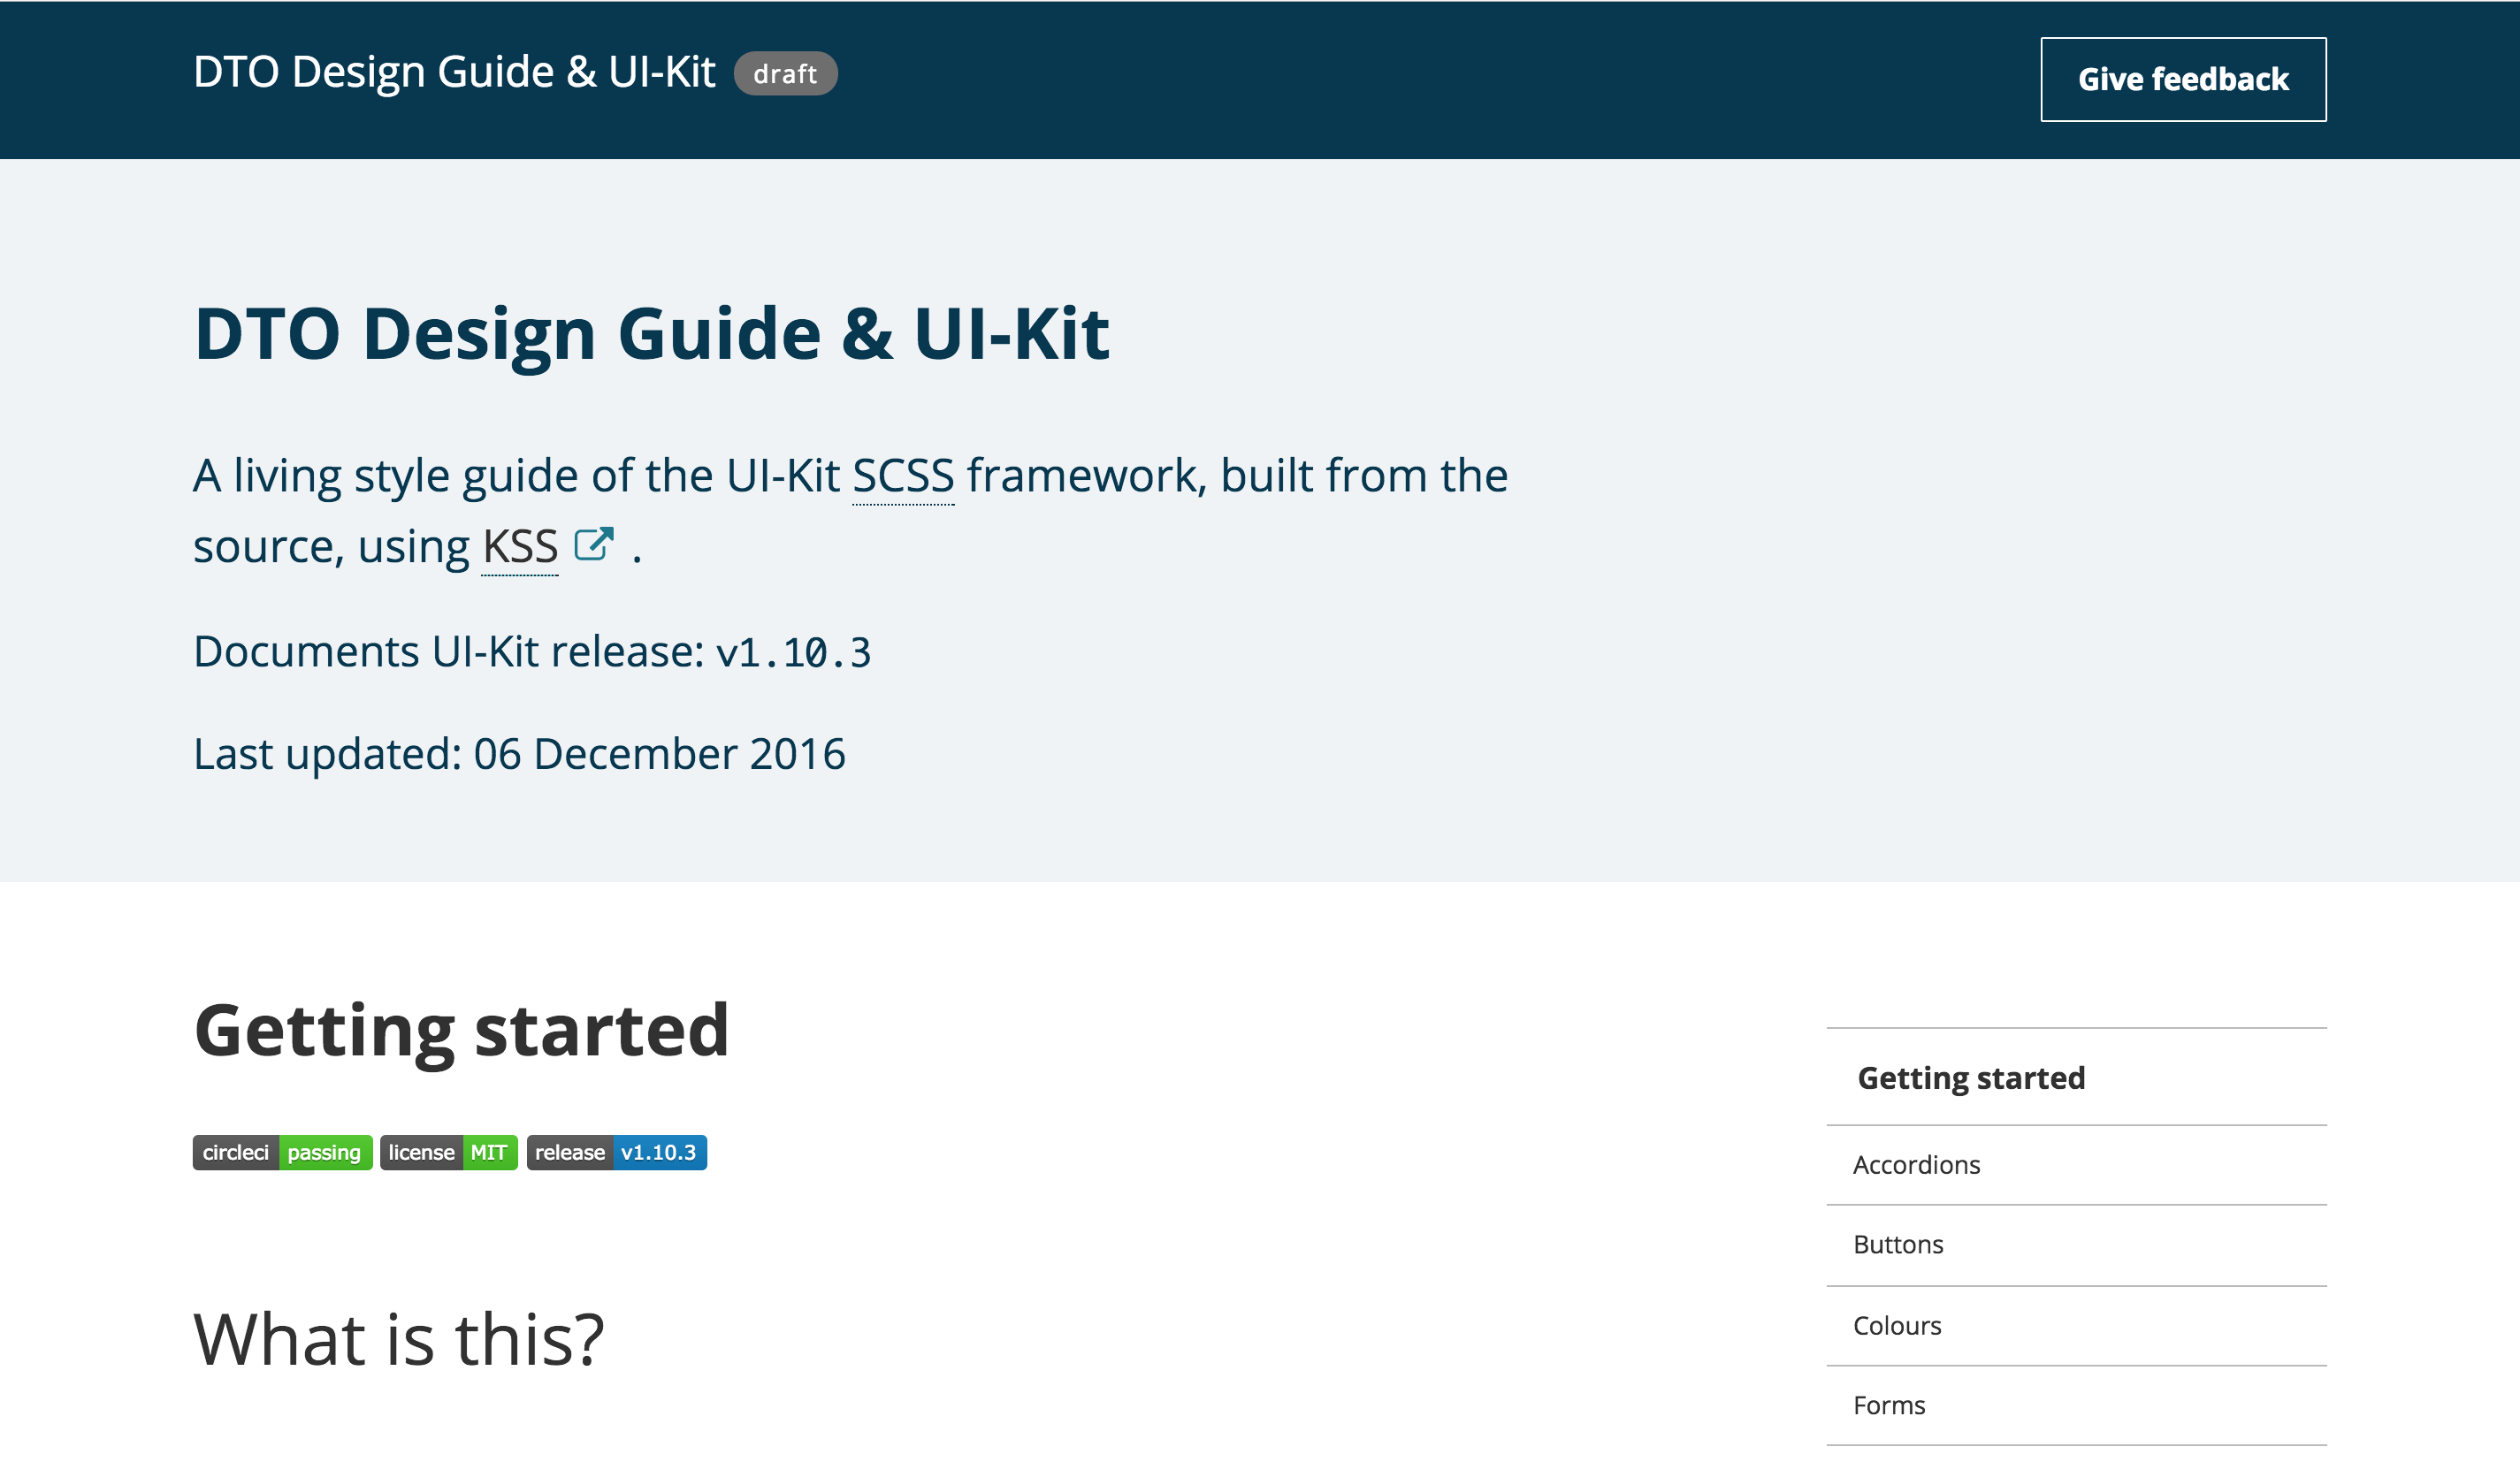 DTO Design Guide & UI-Kit draft
Give feedback
DTO Design Guide & UI-Kit
A living style guide of the UI-Kit SCSS framework, built from the
source, using KSS .
Documents UI-Kit release: v1.10.3
Last updated: 06 December 2016
Getting started
circleci passing license MIT release v1.10.3
What is this?
Getting started
Accordions
Buttons
Colours
Forms